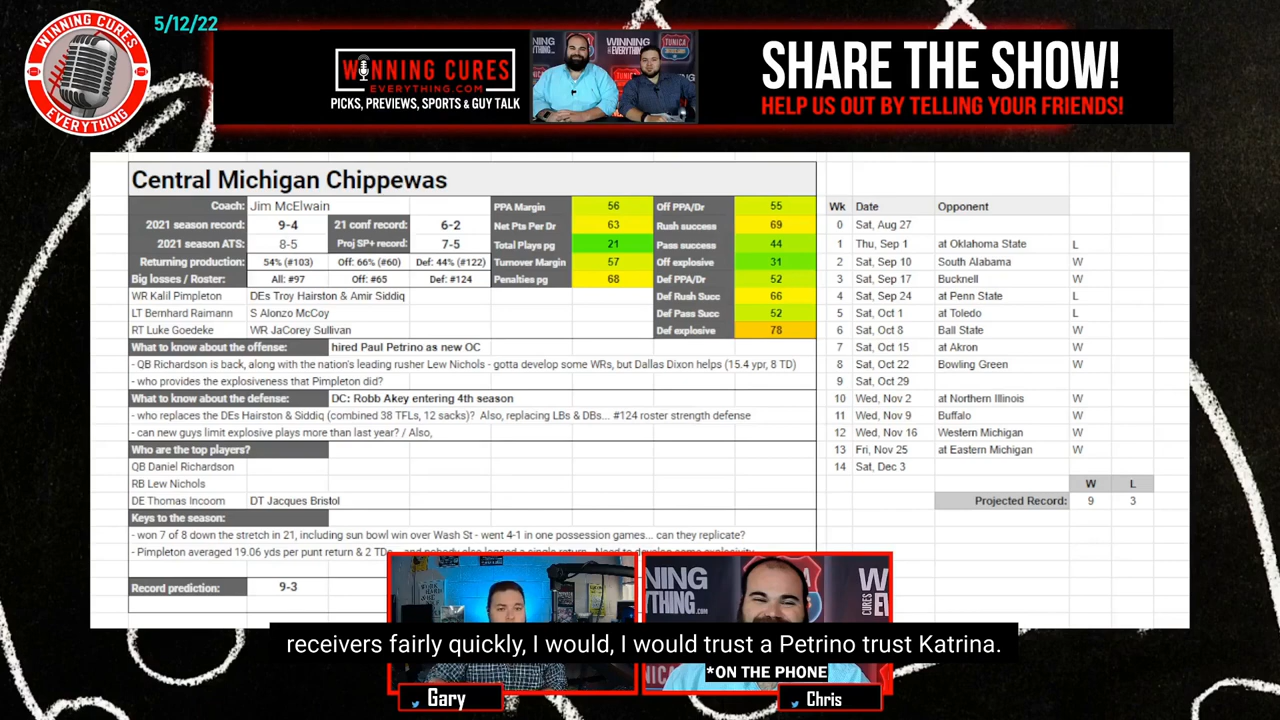 WINNING CURES
EVERYTHING
5/12/22
WINNING CURES
EVERYTHING.COM
PICKS, PREVIEWS, SPORTS & GUY TALK
SHARE THE SHOW!
HELP US OUT BY TELLING YOUR FRIENDS!
Central Michigan Chippewas
Coach: Jim McElwain PPA Margin 56 Off PPA/Dr 55
2021 season record: 9-4 21 conf record: 6-2 Net Pts Per Dr 63 Rush success 69
2021 season ATS: 8-5 Proj SP+ record: 7-5 Total Plays pg 21 Pass success 44
Returning production: 54% (#103) Off: 66% (#60) Def: 44% (#122) Turnover Margin 57 Off explosive 31
Big losses / Roster: All: #97 Off: #65 Def: #124 Penalties pg 68 Def PPA/Dr 52
WR Kalil Pimpleton DEs Troy Hairston & Amir Siddiq Def Rush Succ 66
LT Bernhard Raimann S Alonzo McCoy Def Pass Succ 52
RT Luke Goedeke WR JaCorey Sullivan Def explosive 78
What to know about the offense: hired Paul Petrino as new OC
- QB Richardson is back, along with the nation's leading rusher Lew Nichols - gotta develop some WRs, but Dallas Dixon helps (15.4 ypr, 8 TD)
- who provides the explosiveness that Pimpleton did?
What to know about the defense: DC: Robb Akey entering 4th season
- who replaces the DEs Hairston & Siddiq (combined 38 TFLs, 12 sacks)? Also, replacing LBs & DBs... #124 roster strength defense
- can new guys limit explosive plays more than last year? / Also,
Who are the top players?
QB Daniel Richardson
RB Lew Nichols
DE Thomas Incoom DT Jacques Bristol
Keys to the season:
- won 7 of 8 down the stretch in 21, including sun bowl win over Wash St - went 4-1 in one possession games... can they replicate?
- Pimpleton averaged 19.06 yds per punt return & 2 TDs... and nobody else logged a single return. Need to develop some explosivity
Record prediction: 9-3
Wk Date Opponent
0 Sat, Aug 27
1 Thu, Sep 1 at Oklahoma State L
2 Sat, Sep 10 South Alabama W
3 Sat, Sep 17 Bucknell W
4 Sat, Sep 24 at Penn State L
5 Sat, Oct 1 at Toledo L
6 Sat, Oct 8 Ball State W
7 Sat, Oct 15 at Akron W
8 Sat, Oct 22 Bowling Green W
9 Sat, Oct 29
10 Wed, Nov 2 at Northern Illinois W
11 Wed, Nov 9 Buffalo W
12 Wed, Nov 16 Western Michigan W
13 Fri, Nov 25 at Eastern Michigan W
14 Sat, Dec 3
W L
Projected Record: 9 3
receivers fairly quickly, I would, I would trust a Petrino trust Katrina.
*ON THE PHONE
Gary
Chris